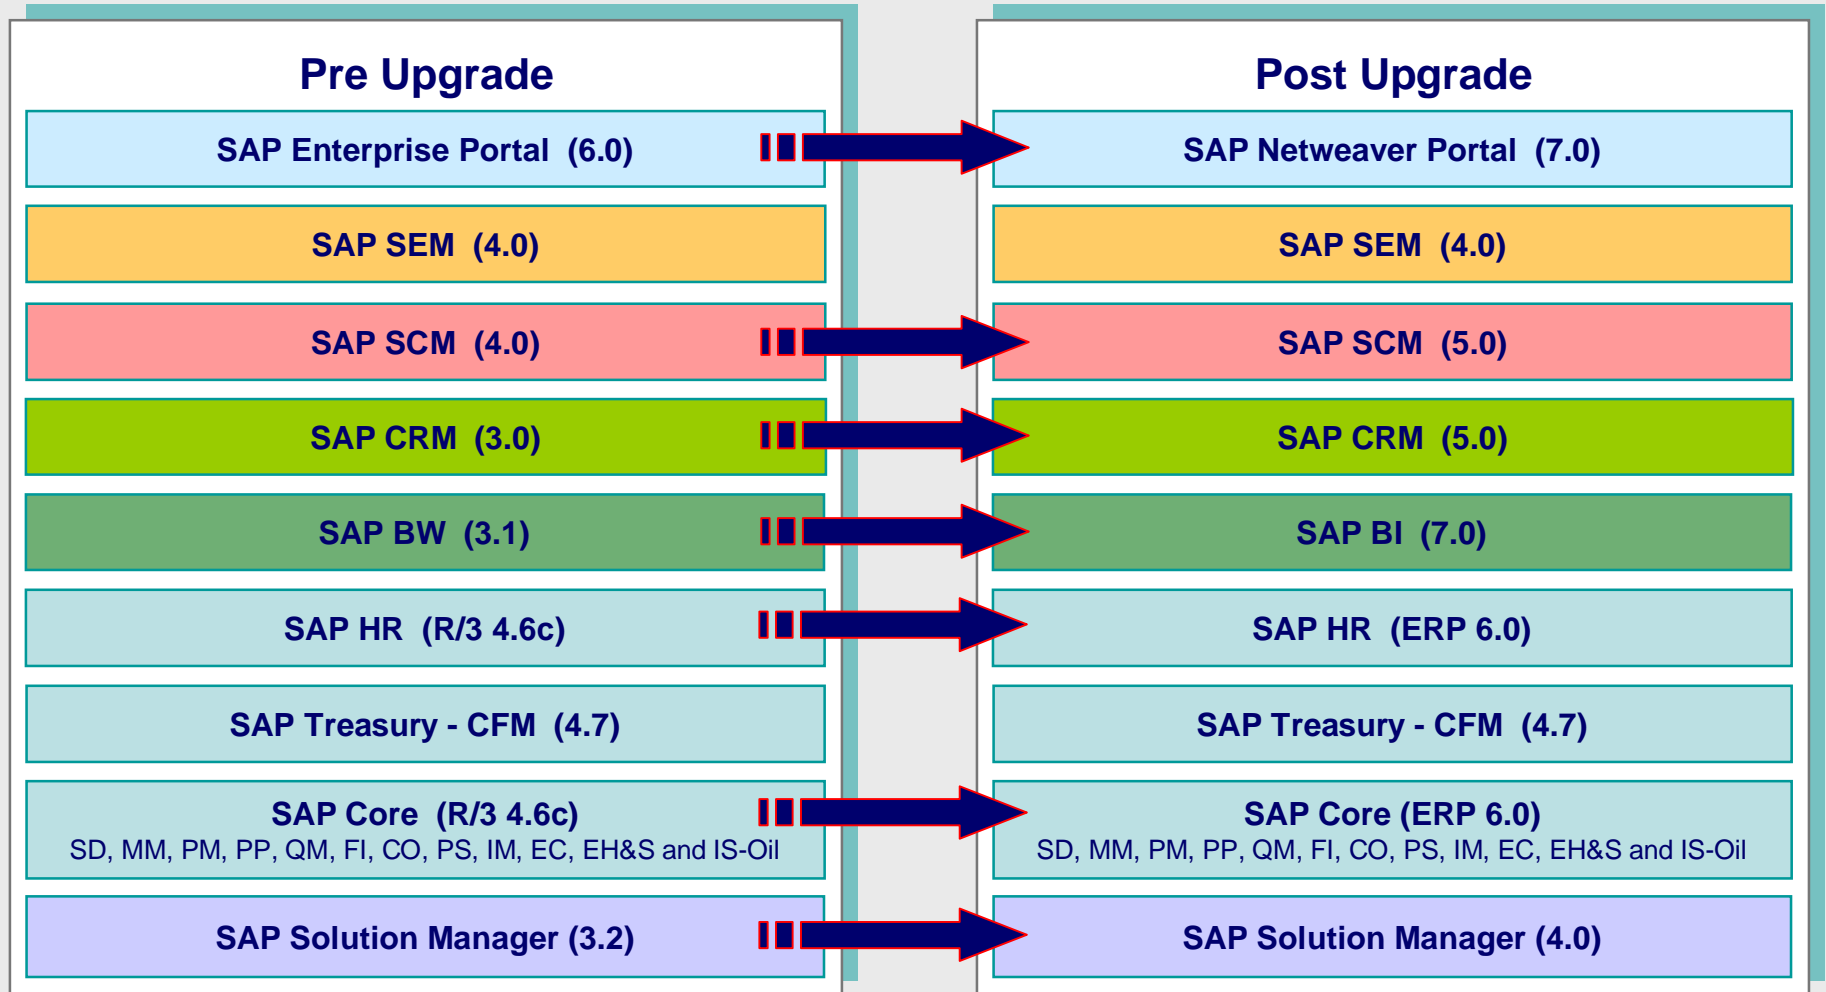 Pre Upgrade
SAP Enterprise Portal (6.0)
SAP SEM (4.0)
SAP SCM (4.0)
SAP CRM (3.0)
SAP BW (3.1)
SAP HR (R/3 4.6c)
SAP Treasury - CFM (4.7)
SAP Core (R/3 4.6c)
SD, MM, PM, PP, QM, FI, CO, PS, IM, EC, EH&S and IS-Oil
SAP Solution Manager (3.2)
Post Upgrade
SAP Netweaver Portal (7.0)
SAP SEM (4.0)
SAP SCM (5.0)
SAP CRM (5.0)
SAP BI (7.0)
SAP HR (ERP 6.0)
SAP Treasury - CFM (4.7)
SAP Core (ERP 6.0)
SD, MM, PM, PP, QM, FI, CO, PS, IM, EC, EH&S and IS-Oil
SAP Solution Manager (4.0)